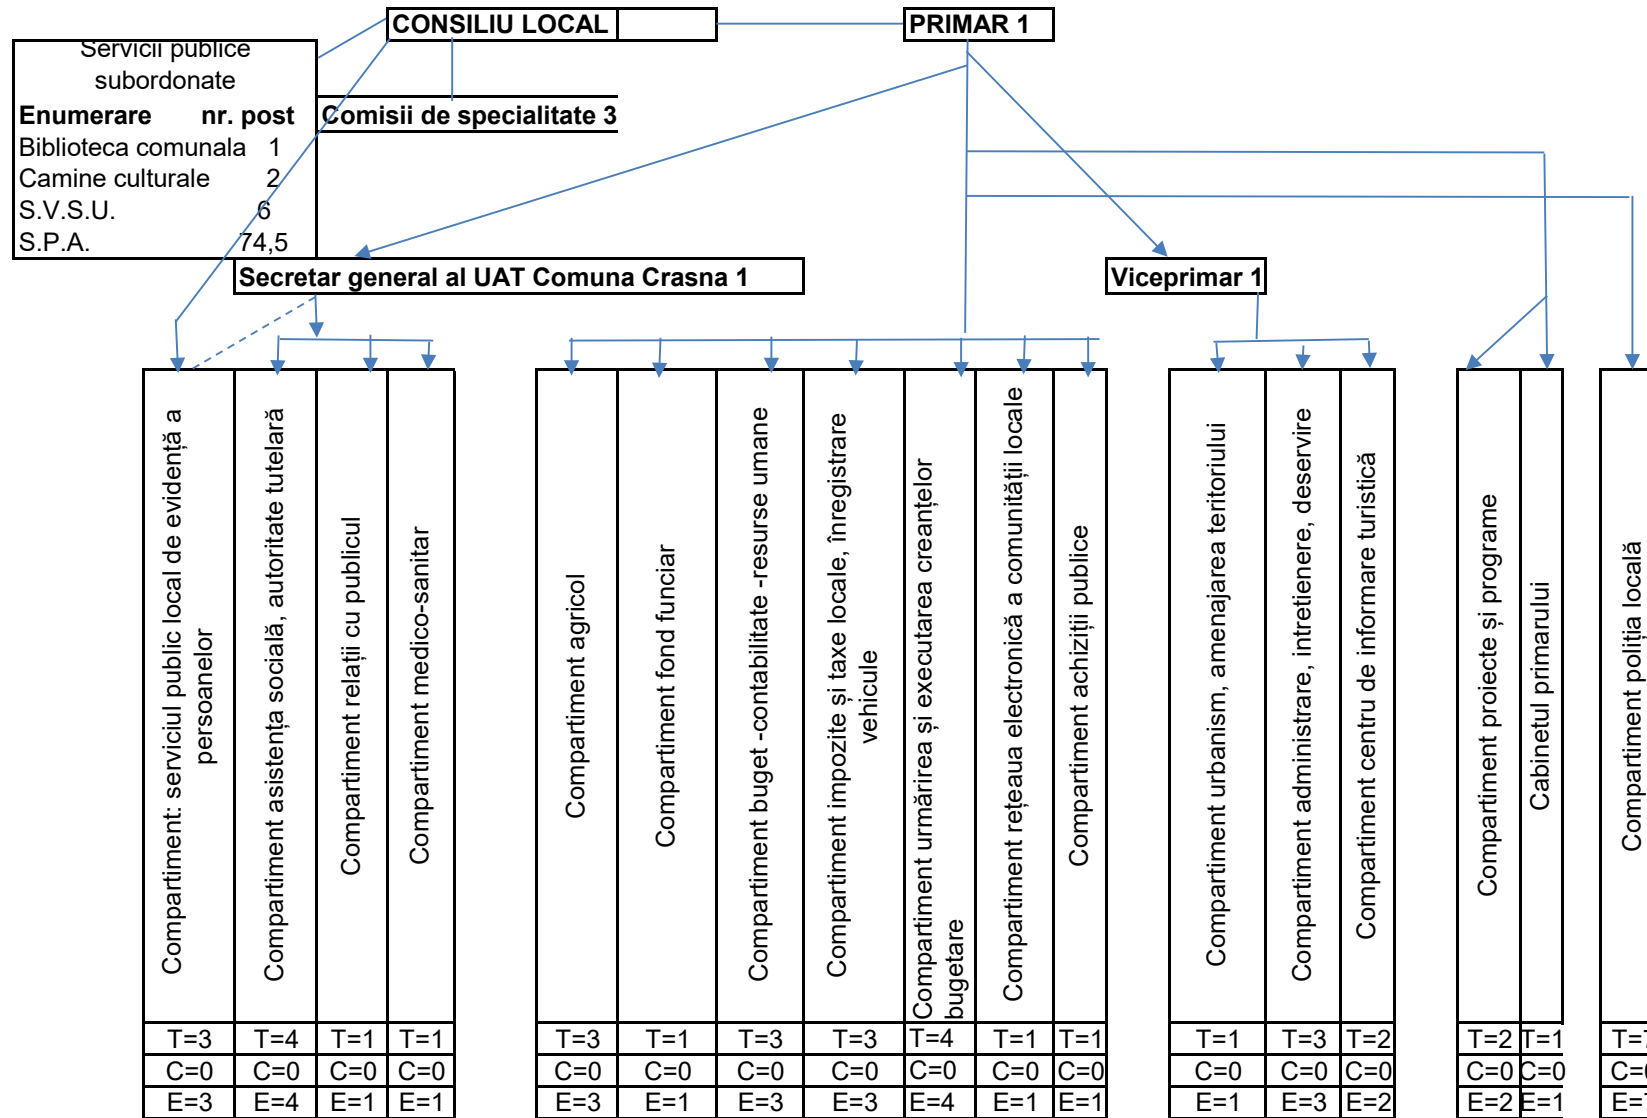 CONSILIU LOCAL
PRIMAR 1
Servicii publice
subordonate
Enumerare nr. post
Biblioteca comunala 1
Camine culturale 2
S.V.S.U. 6
S.P.A. 74,5
Comisii de specialitate 3
Secretar general al UAT Comuna Crasna 1
Viceprimar 1
Compartiment: serviciul public local de evidență a
persoanelor
Compartiment asistența socială, autoritate tutelară
Compartiment relații cu publicul
Compartiment medico-sanitar
Compartiment agricol
Compartiment fond funciar
Compartiment buget -contabilitate -resurse umane
Compartiment impozite și taxe locale, înregistrare
vehicule
Compartiment urmărirea și executarea creanțelor
bugetare
Compartiment rețeaua electronică a comunității locale
Compartiment achiziții publice
Compartiment urbanism, amenajarea teritoriului
Compartiment administrare, intretienere, deservire
Compartiment centru de informare turistică
Compartiment proiecte și programe
Cabinetul primarului
Compartiment poliția locală
T=3 T=4 T=1 T=1 T=3 T=1 T=3 T=3 T=4 T=1 T=1 T=1 T=3 T=2 T=2 T=1 T=7
C=0 C=0 C=0 C=0 C=0 C=0 C=0 C=0 C=0 C=0 C=0 C=0 C=0 C=0 C=0 C=0 C=0
E=3 E=4 E=1 E=1 E=3 E=1 E=3 E=3 E=4 E=1 E=1 E=1 E=3 E=2 E=2 E=1 E=7